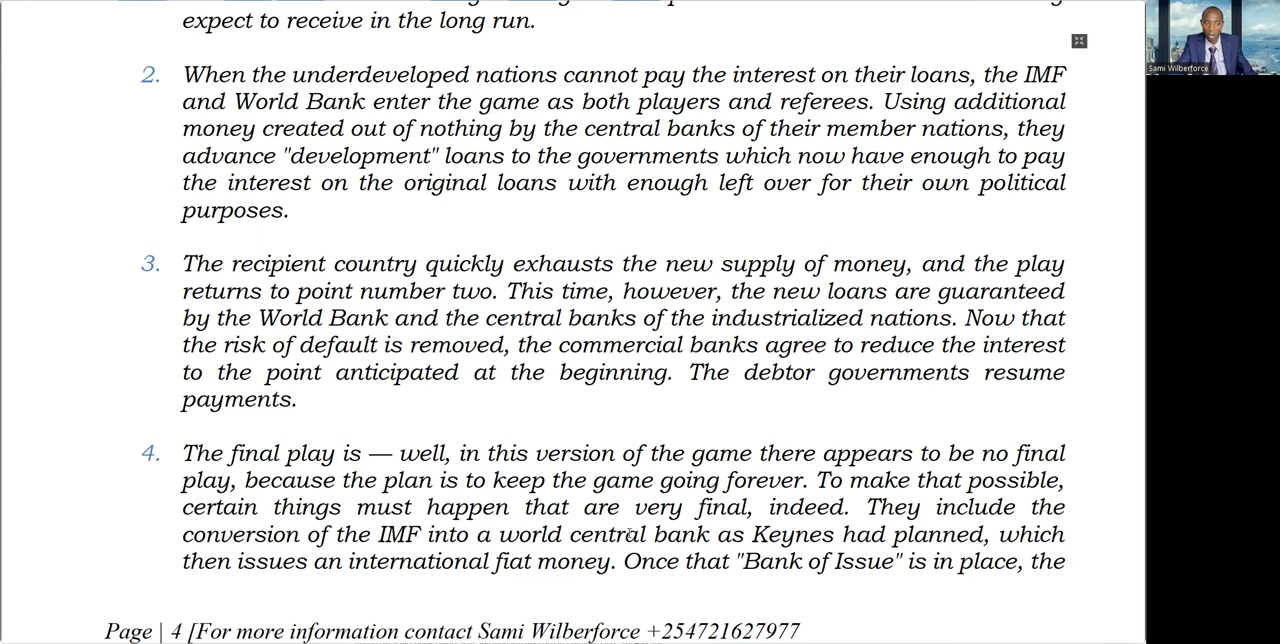 expect to receive in the long run.
2. When the underdeveloped nations cannot pay the interest on their loans, the IMF
and World Bank enter the game as both players and referees. Using additional
money created out of nothing by the central banks of their member nations, they
advance "development" loans to the governments which now have enough to pay
the interest on the original loans with enough left over for their own political
purposes.
3. The recipient country quickly exhausts the new supply of money, and the play
returns to point number two. This time, however, the new loans are guaranteed
by the World Bank and the central banks of the industrialized nations. Now that
the risk of default is removed, the commercial banks agree to reduce the interest
to the point anticipated at the beginning. The debtor governments resume
payments.
4. The final play is — well, in this version of the game there appears to be no final
play, because the plan is to keep the game going forever. To make that possible,
certain things must happen that are very final, indeed. They include the
conversion of the IMF into a world central bank as Keynes had planned, which
then issues an international fiat money. Once that "Bank of Issue" is in place, the
Page | 4 [For more information contact Sami Wilberforce +254721627977
Sami Wilberforce